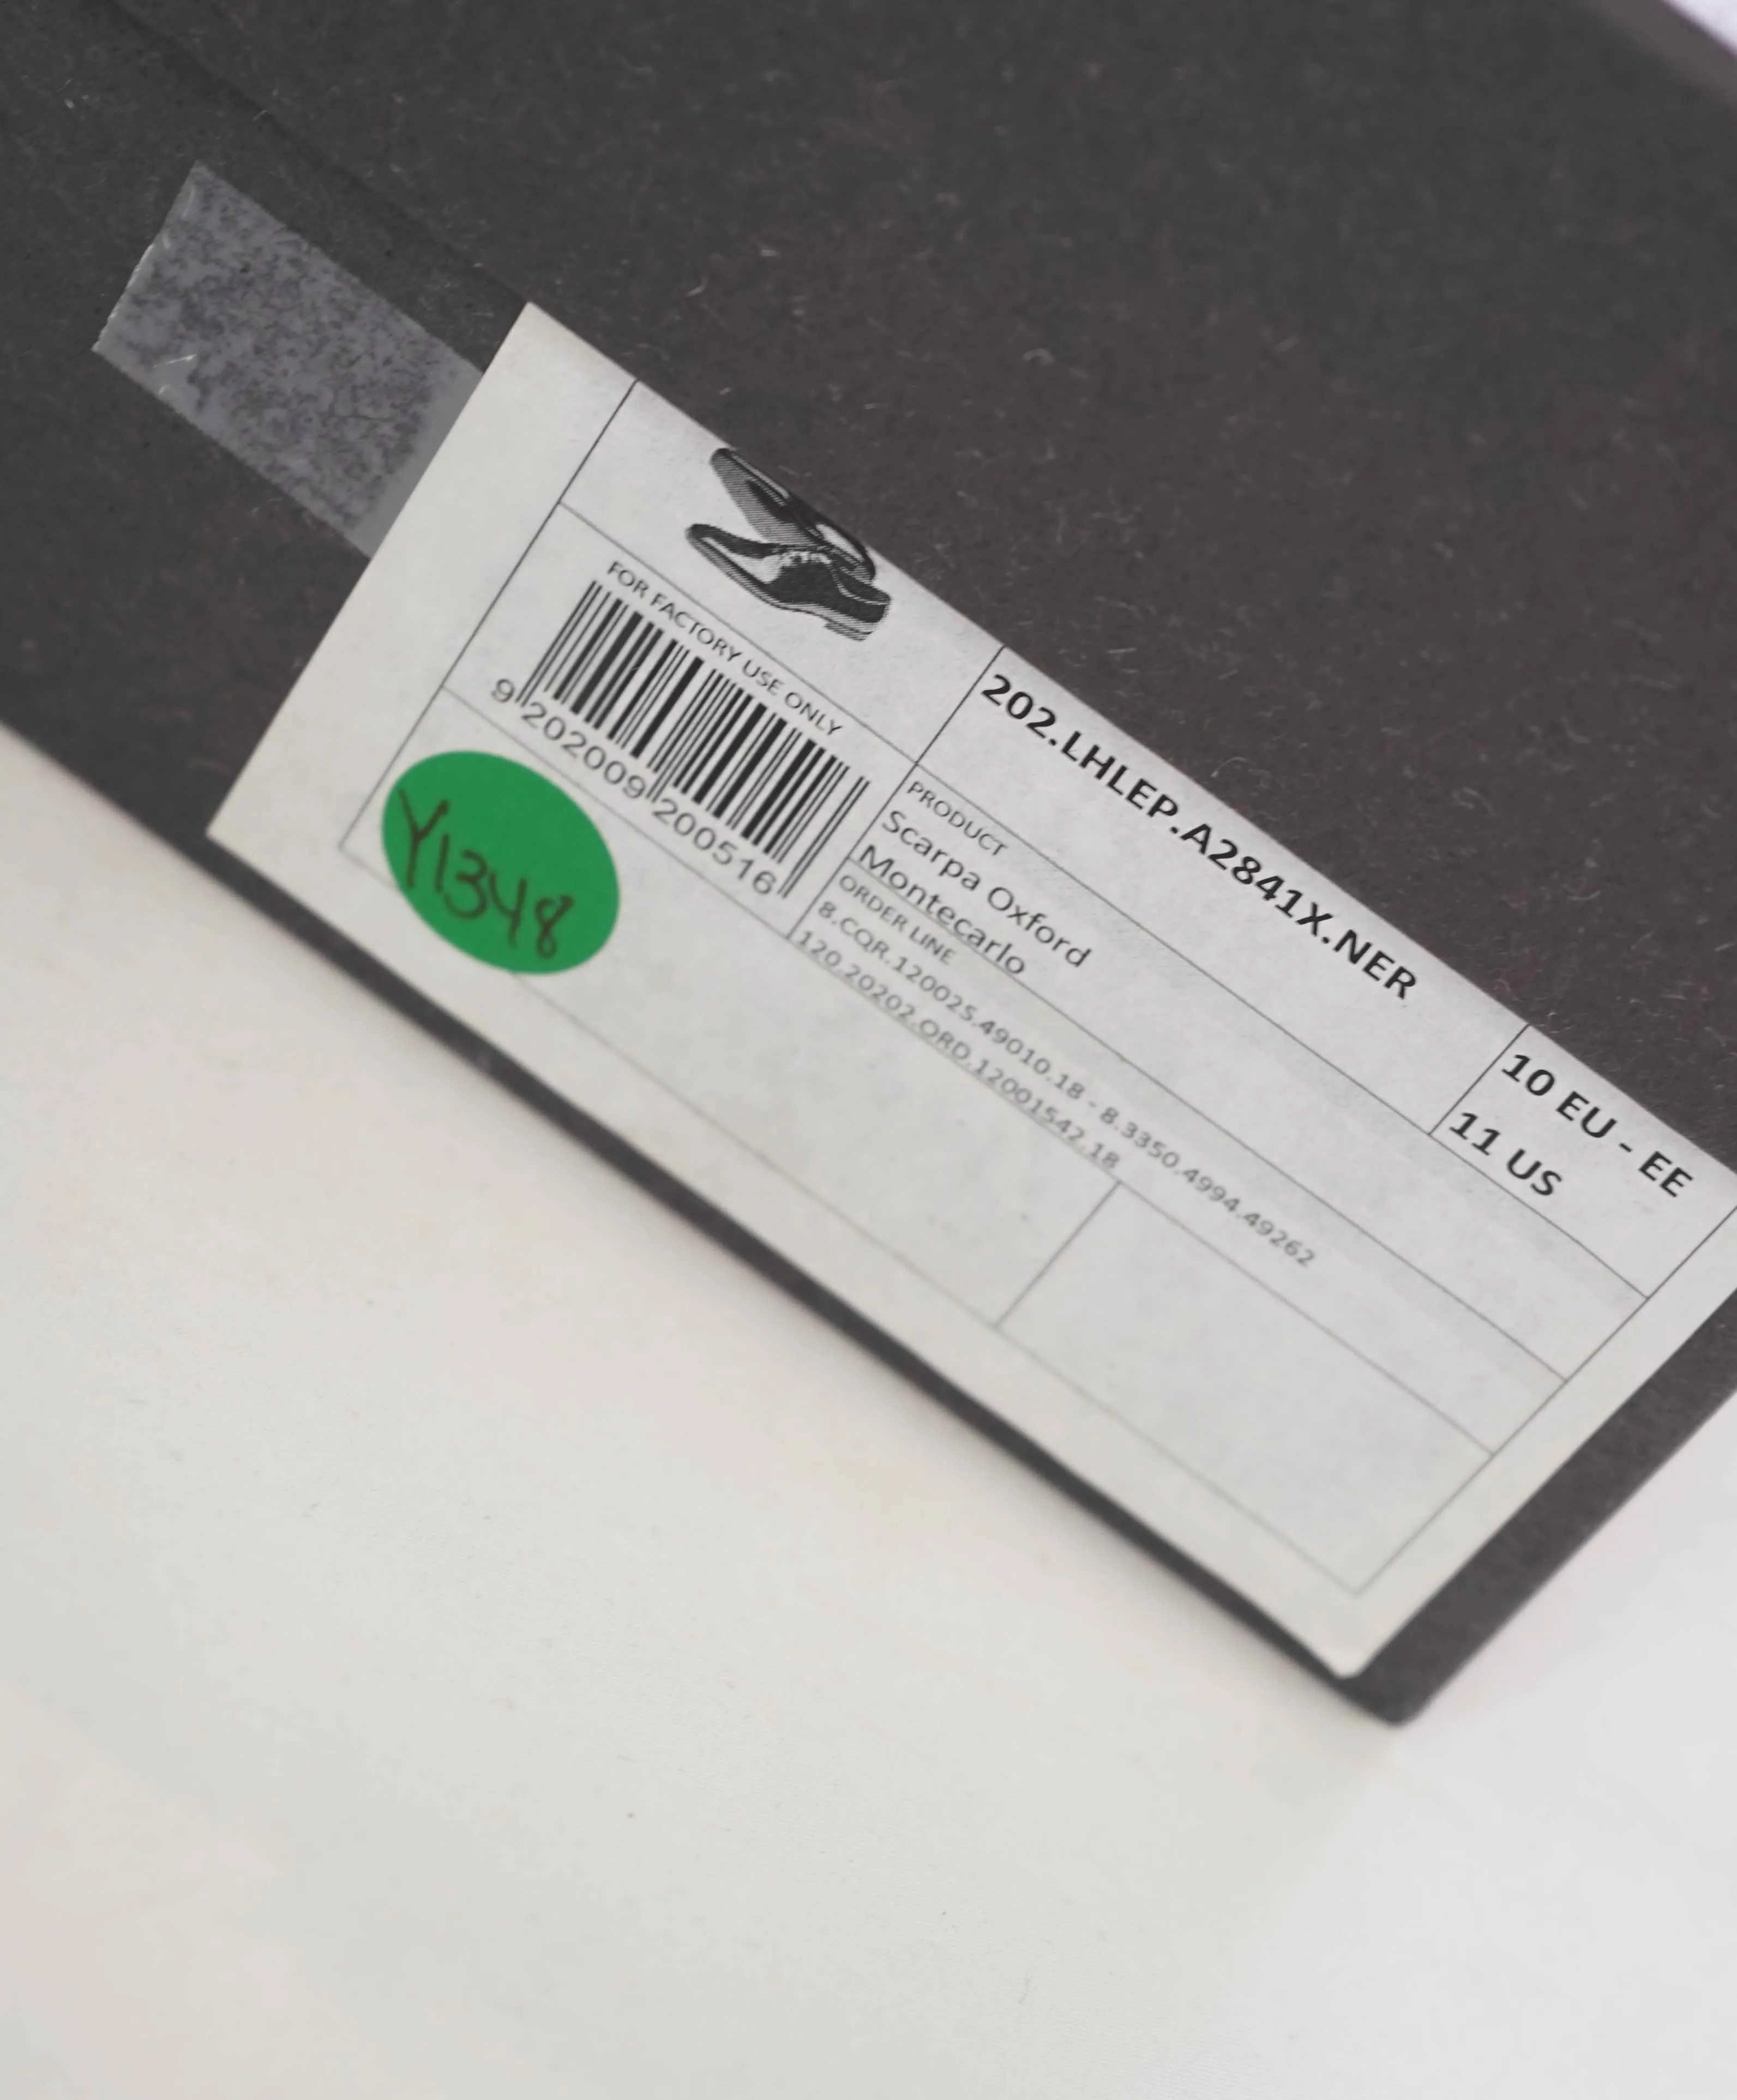 202.LHLEP.A2841X.NER
10 EU - EE
11 US
FOR FACTORY USE ONLY
9 202009 200516
PRODUCT
Scarpa Oxford
Montecarlo
ORDER LINE
8.CQR.120025.49010.18 - 8.3350.4994.49262
120.20202.ORD.12001542.18
Y1348